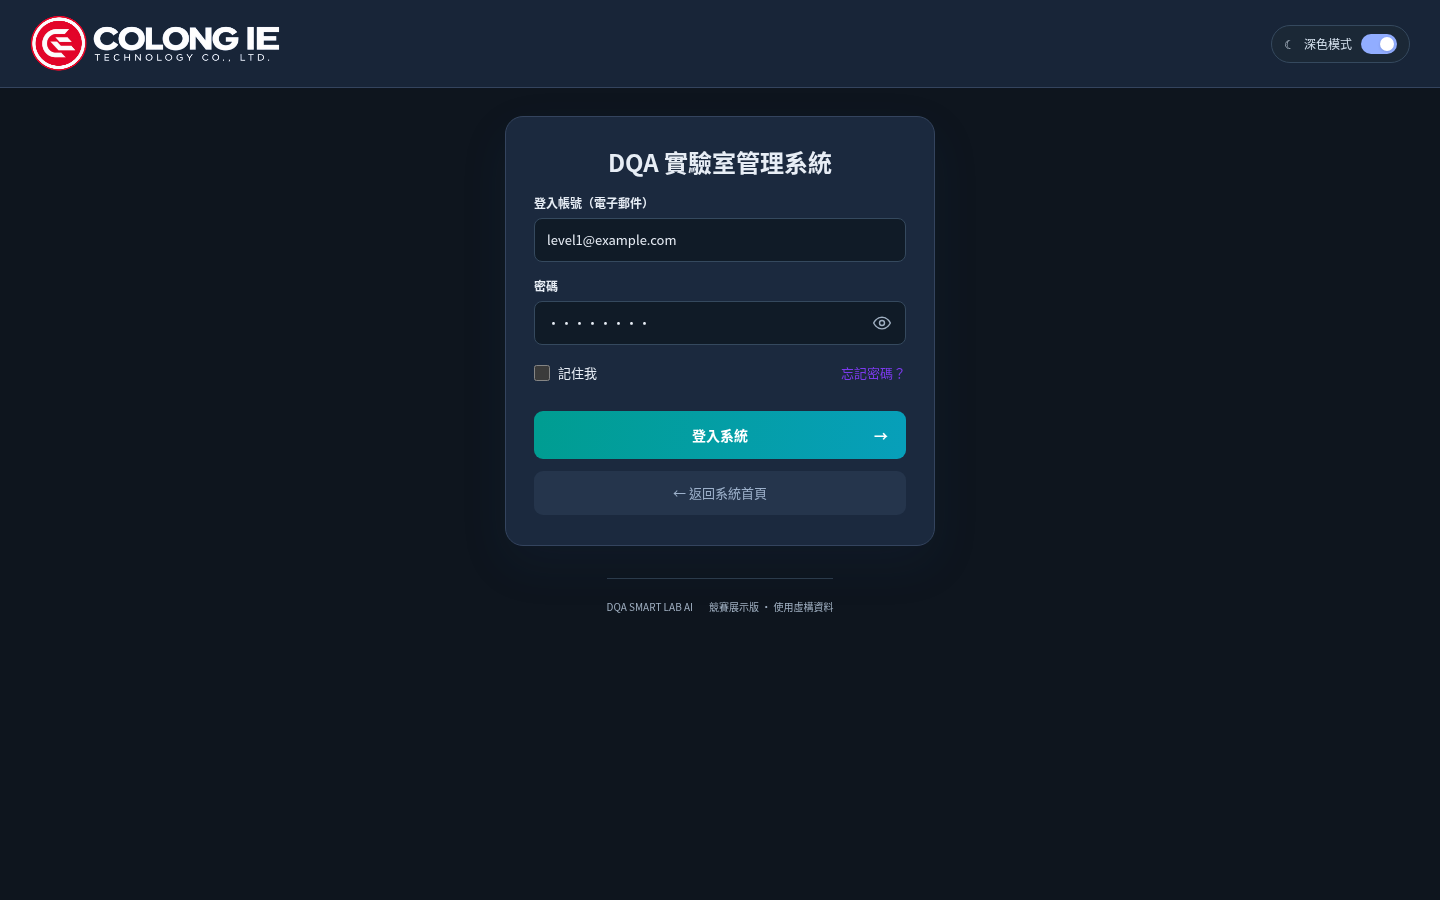 COLONG IE
TECHNOLOGY CO., LTD.
深色模式
DQA 實驗室管理系統
登入帳號（電子郵件）
level1@example.com
密碼
記住我
忘記密碼？
登入系統 →
← 返回系統首頁
DQA SMART LAB AI 競賽展示版 · 使用虛構資料